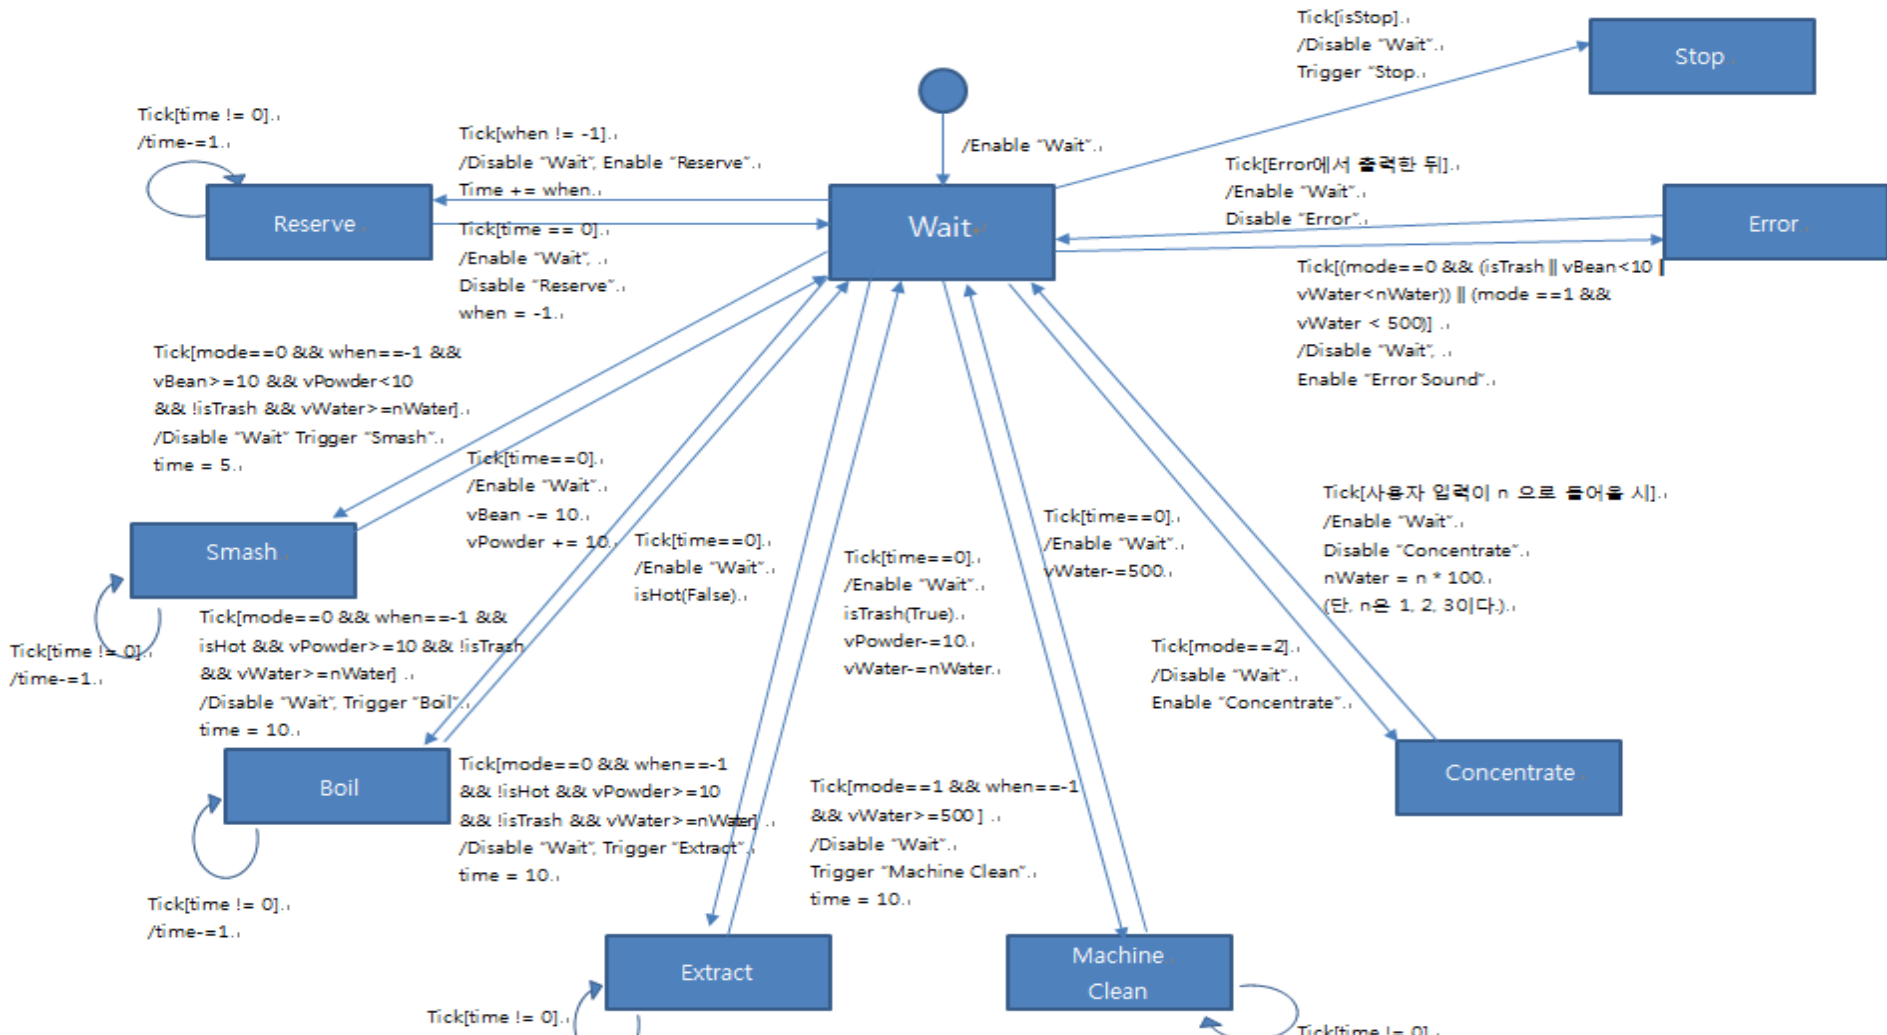 Tick[isStop].
/Disable "Wait".
Trigger "Stop.
Stop
/Enable "Wait".
Tick[time != 0].
/time-=1.
Tick[when != -1].
/Disable "Wait", Enable "Reserve".
Time += when.
Reserve
Wait
Tick[time == 0].
/Enable "Wait", .
Disable "Reserve".
when = -1.
Tick[Error에서 출력한 뒤].
/Enable "Wait".
Disable "Error".
Error
Tick[(mode==0 && (isTrash || vBean<10 ||
vWater<nWater)) || (mode ==1 &&
vWater < 500)] .
/Disable "Wait", .
Enable "Error Sound".
Tick[mode==0 && when==-1 &&
vBean>=10 && vPowder<10
&& !isTrash && vWater>=nWater].
/Disable "Wait" Trigger "Smash".
time = 5.
Tick[time==0].
/Enable "Wait".
vBean -= 10.
vPowder += 10.
Smash
Tick[time != 0].
/time-=1.
Tick[mode==0 && when==-1 &&
isHot && vPowder>=10 && !isTrash
&& vWater>=nWater] .
/Disable "Wait", Trigger "Boil".
time = 10.
Tick[time==0].
/Enable "Wait".
isHot(False).
Boil
Tick[time != 0].
/time-=1.
Tick[mode==0 && when==-1
&& !isHot && vPowder>=10
&& !isTrash && vWater>=nWater] .
/Disable "Wait", Trigger "Extract".
time = 10.
Tick[time==0].
/Enable "Wait".
isTrash(True).
vPowder-=10.
vWater-=nWater.
Extract
Tick[time != 0].
Tick[time==0].
/Enable "Wait".
vWater-=500.
Tick[mode==1 && when==-1
&& vWater>=500 ] .
/Disable "Wait".
Trigger "Machine Clean".
time = 10.
Machine
Clean
Tick[time != 0].
Tick[사용자 입력이 n 으로 들어올 시].
/Enable "Wait".
Disable "Concentrate".
nWater = n * 100.
(단, n은 1, 2, 3이다.).
Tick[mode==2].
/Disable "Wait".
Enable "Concentrate".
Concentrate